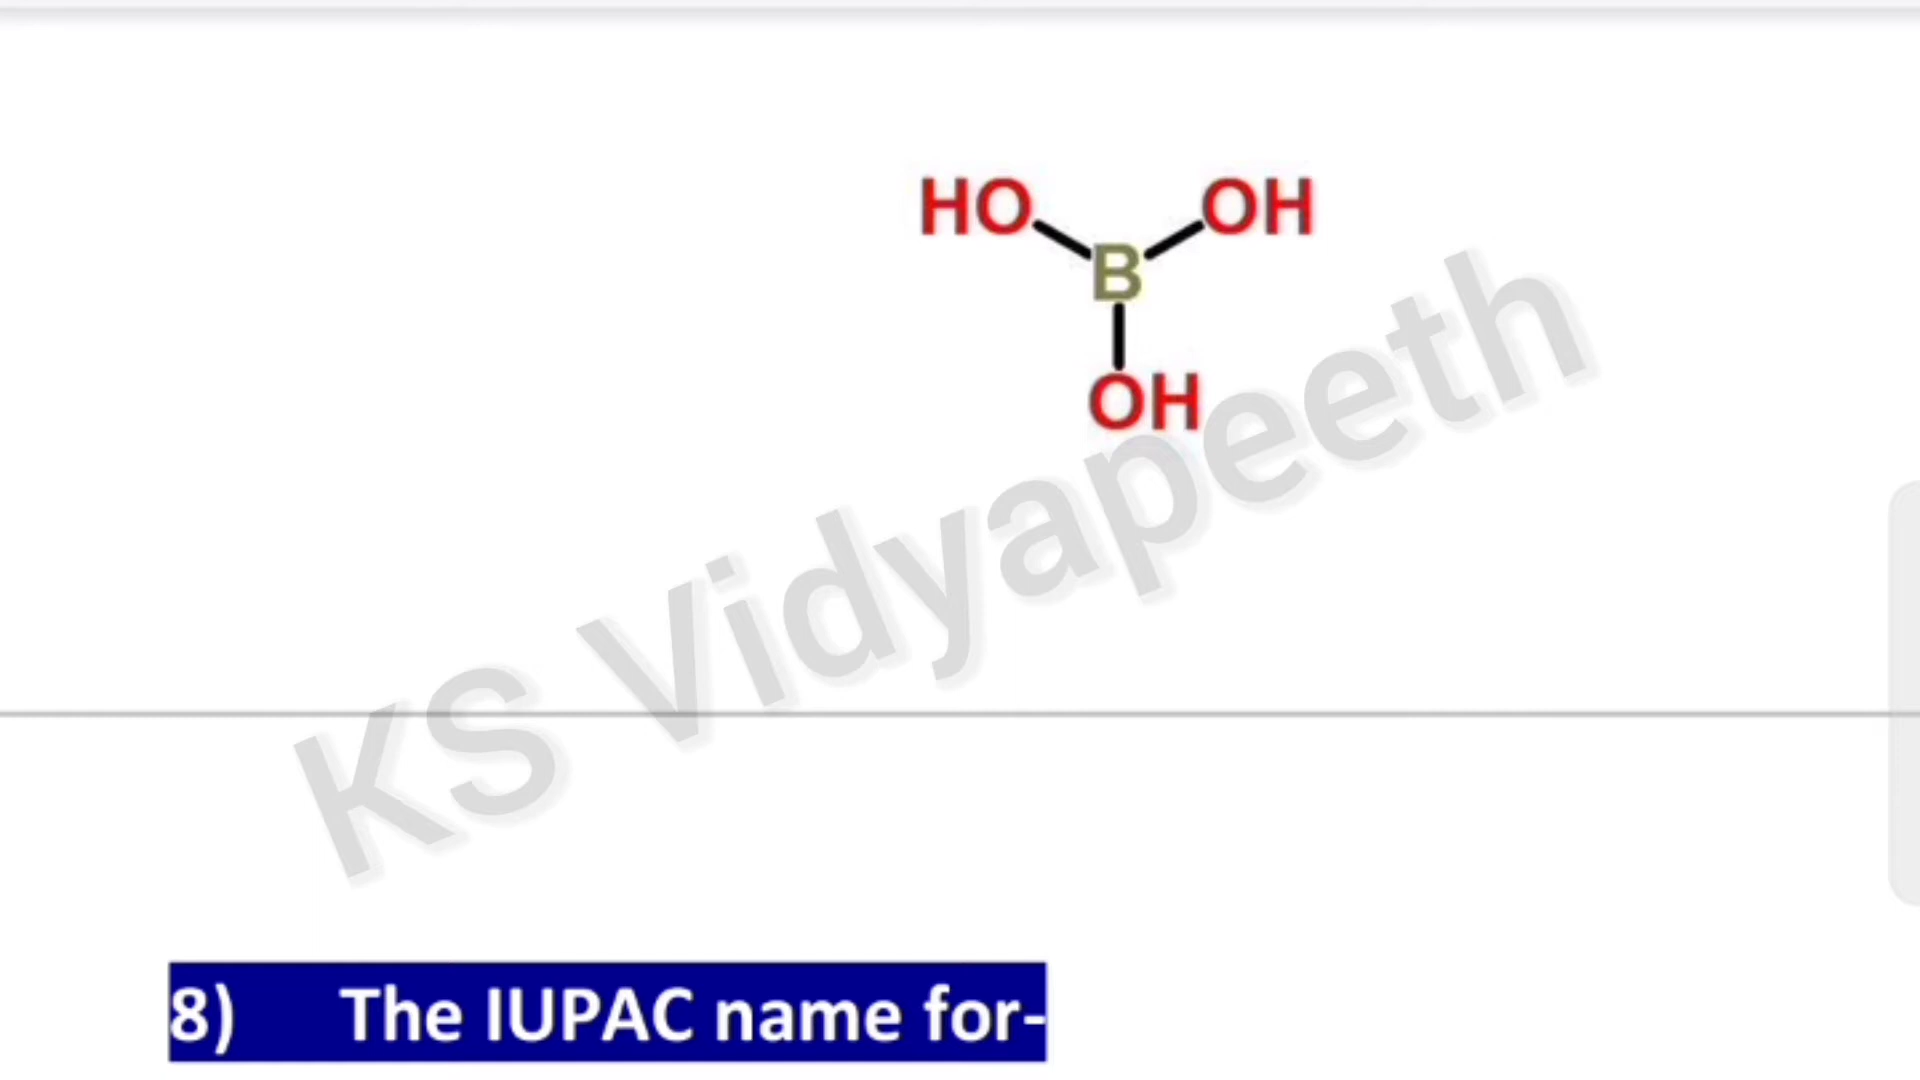 HO OH
B
OH
KS Vidyapeeth
8) The IUPAC name for-